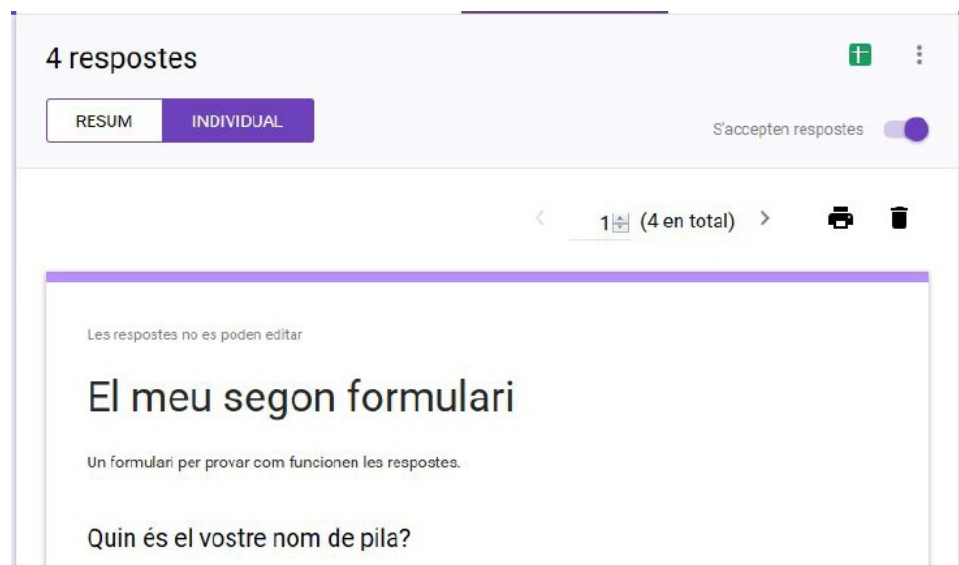 4 respostes
RESUM INDIVIDUAL
S'accepten respostes
1 (4 en total)
Les respostes no es poden editar
El meu segon formulari
Un formulari per provar com funcionen les respostes.
Quin és el vostre nom de pila?